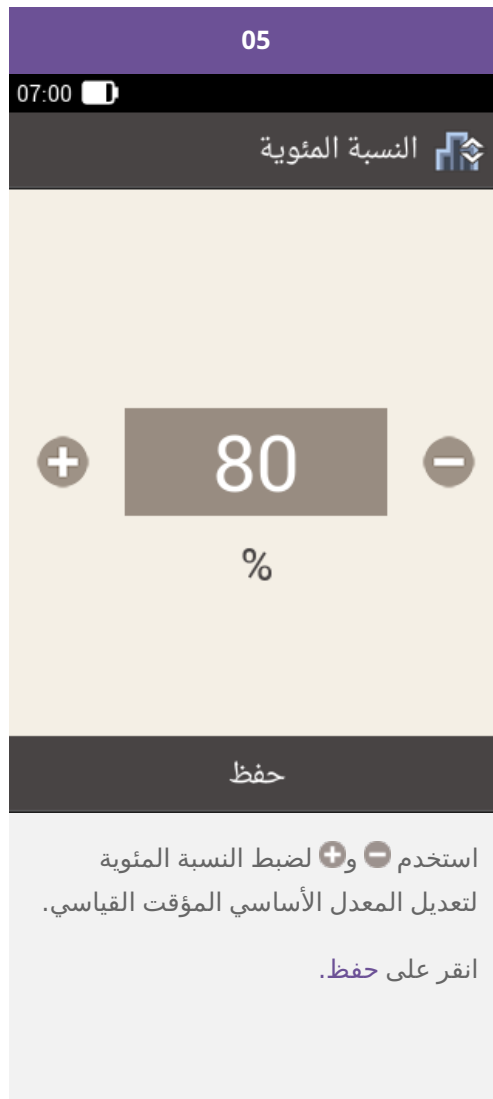 05
07:00
النسبة المئوية
80
%
حفظ
استخدم و لضبط النسبة المئوية
لتعديل المعدل الأساسي المؤقت القياسي.
انقر على حفظ.